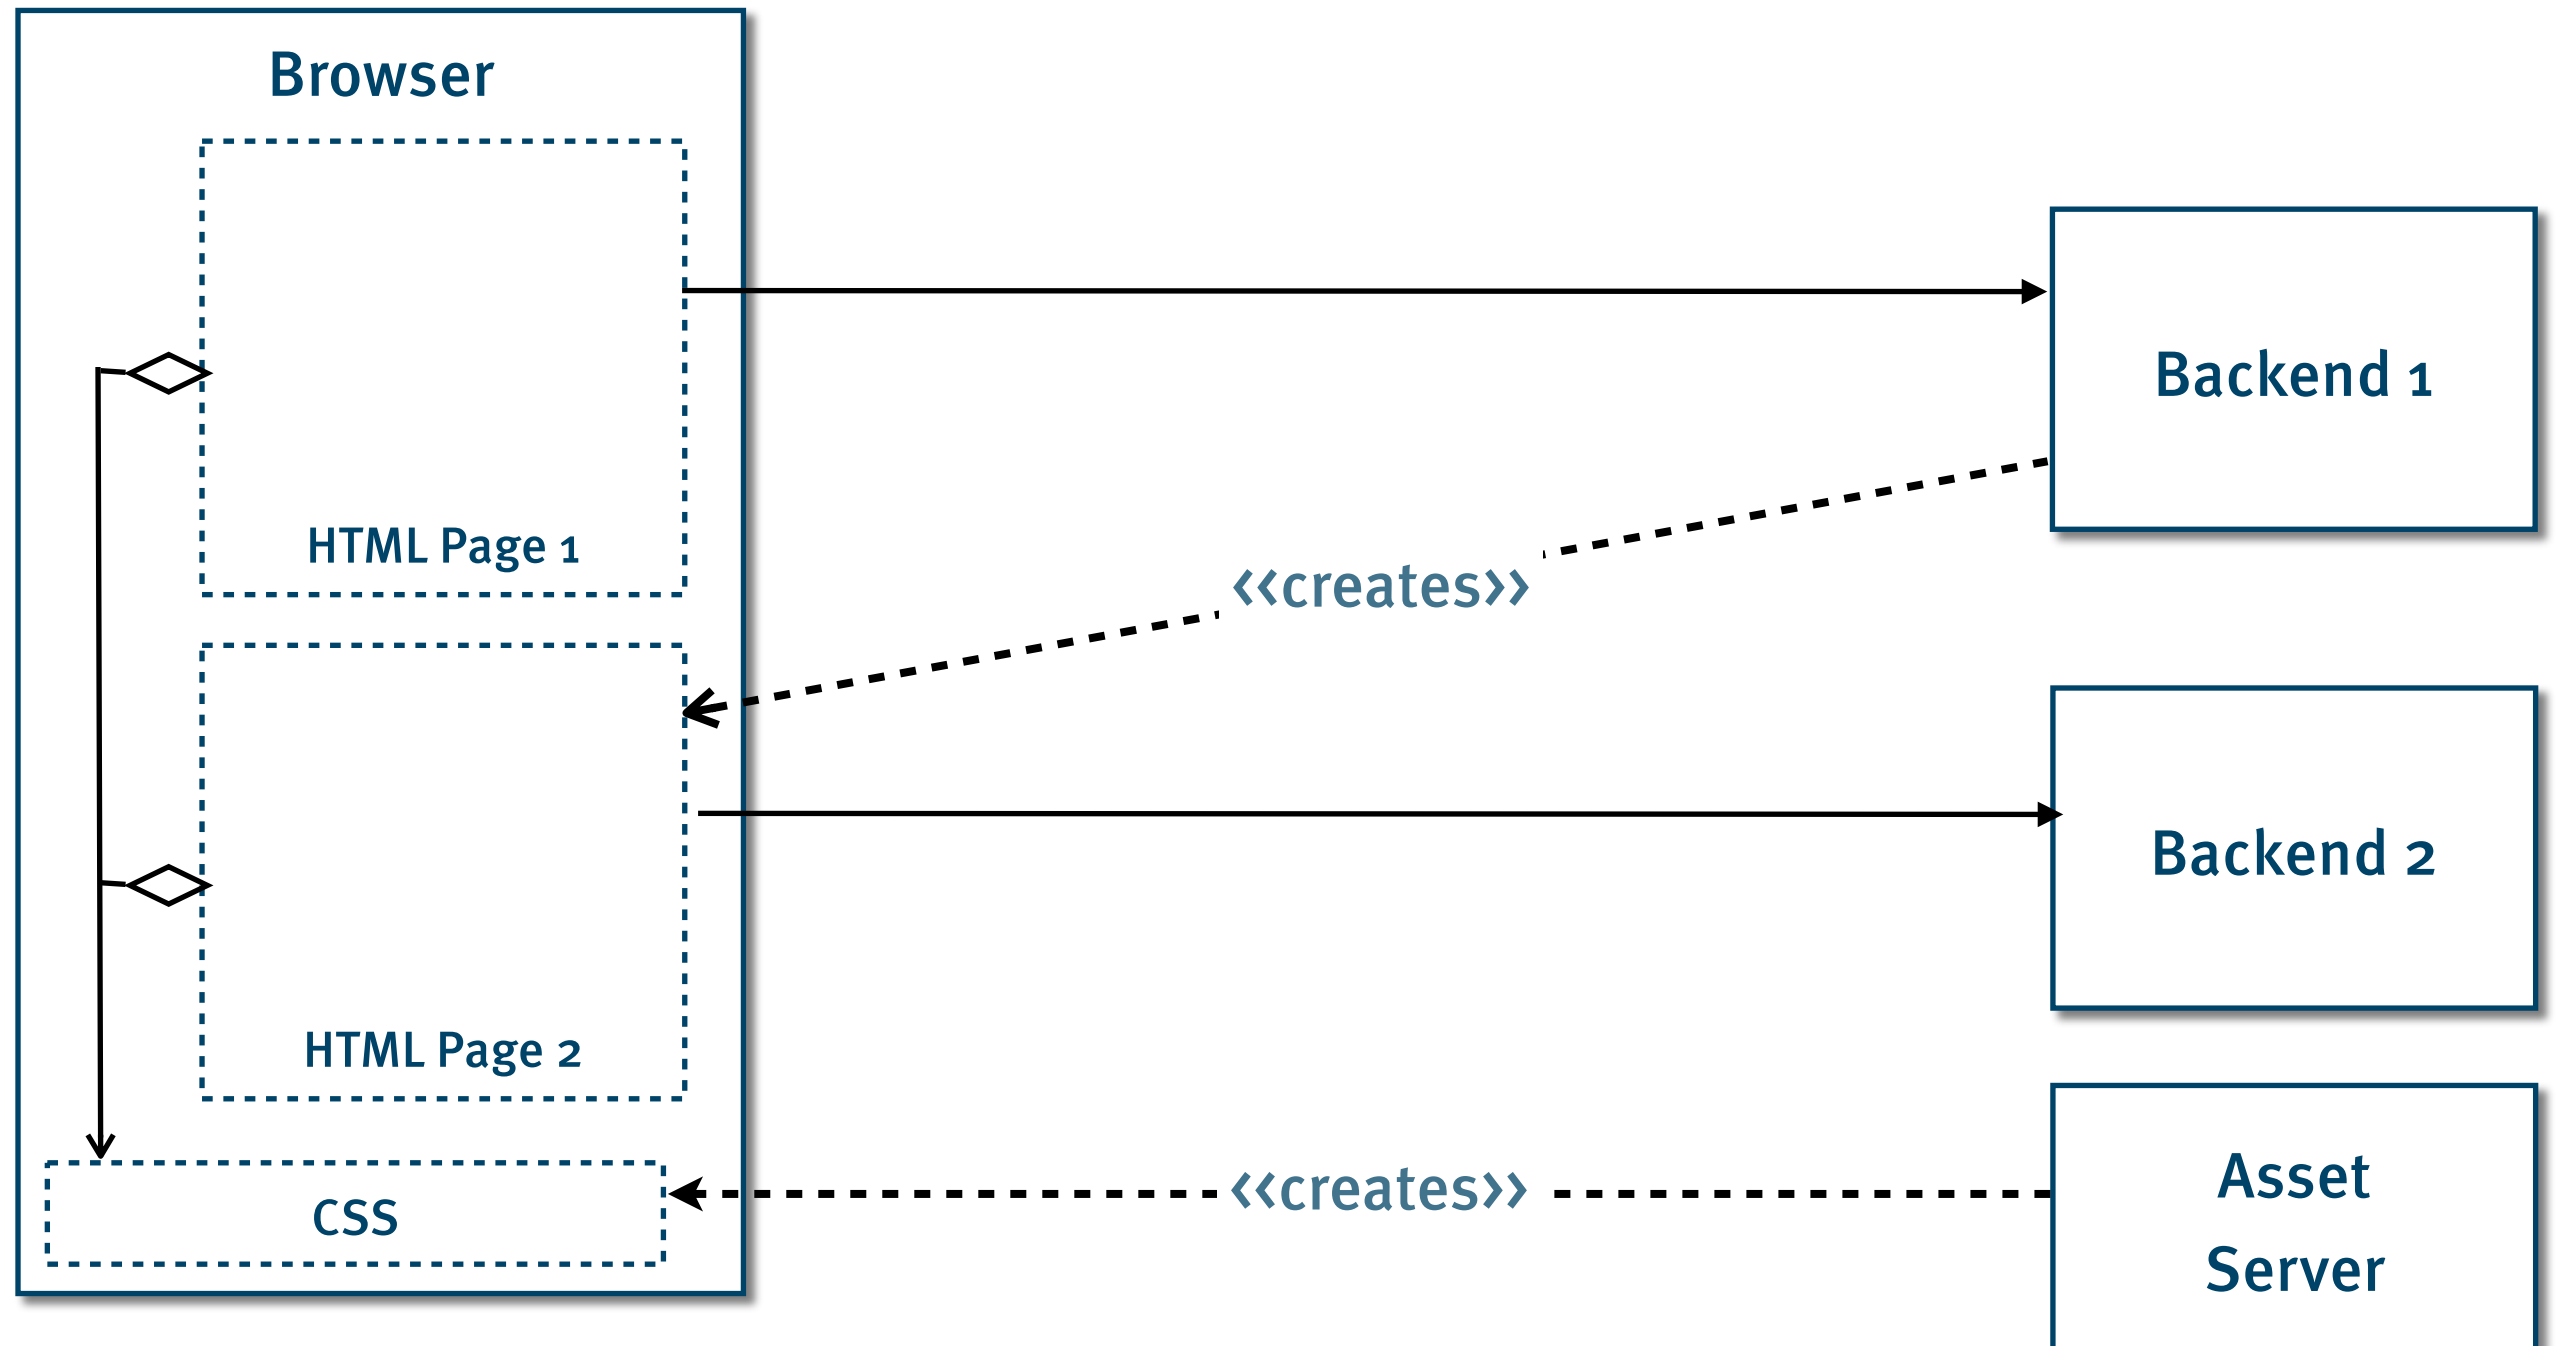 Browser
HTML Page 1
Backend 1
<<creates>>
HTML Page 2
Backend 2
CSS
<<creates>>
Asset
Server